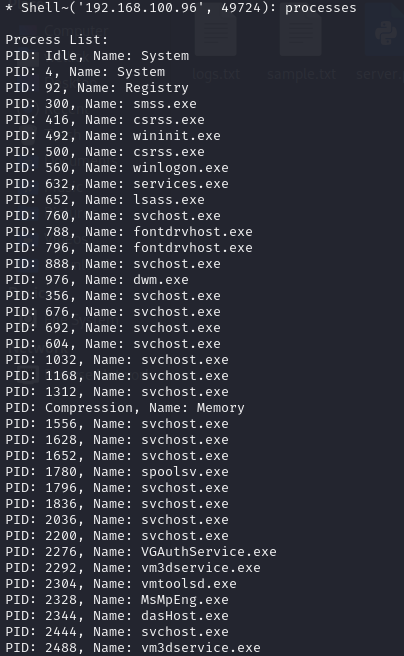 * Shell~('192.168.100.96', 49724): processes
Process List:
PID: Idle, Name: System
PID: 4, Name: System
PID: 92, Name: Registry
PID: 300, Name: smss.exe
PID: 416, Name: csrss.exe
PID: 492, Name: wininit.exe
PID: 500, Name: csrss.exe
PID: 560, Name: winlogon.exe
PID: 632, Name: services.exe
PID: 652, Name: lsass.exe
PID: 760, Name: svchost.exe
PID: 788, Name: fontdrvhost.exe
PID: 796, Name: fontdrvhost.exe
PID: 888, Name: svchost.exe
PID: 976, Name: dwm.exe
PID: 356, Name: svchost.exe
PID: 676, Name: svchost.exe
PID: 692, Name: svchost.exe
PID: 604, Name: svchost.exe
PID: 1032, Name: svchost.exe
PID: 1168, Name: svchost.exe
PID: 1312, Name: svchost.exe
PID: Compression, Name: Memory
PID: 1556, Name: svchost.exe
PID: 1628, Name: svchost.exe
PID: 1652, Name: svchost.exe
PID: 1780, Name: spoolsv.exe
PID: 1796, Name: svchost.exe
PID: 1836, Name: svchost.exe
PID: 2036, Name: svchost.exe
PID: 2200, Name: svchost.exe
PID: 2276, Name: VGAuthService.exe
PID: 2292, Name: vm3dservice.exe
PID: 2304, Name: vmtoolsd.exe
PID: 2328, Name: MsMpEng.exe
PID: 2344, Name: dasHost.exe
PID: 2444, Name: svchost.exe
PID: 2488, Name: vm3dservice.exe
logs.txt
sample.txt
server.